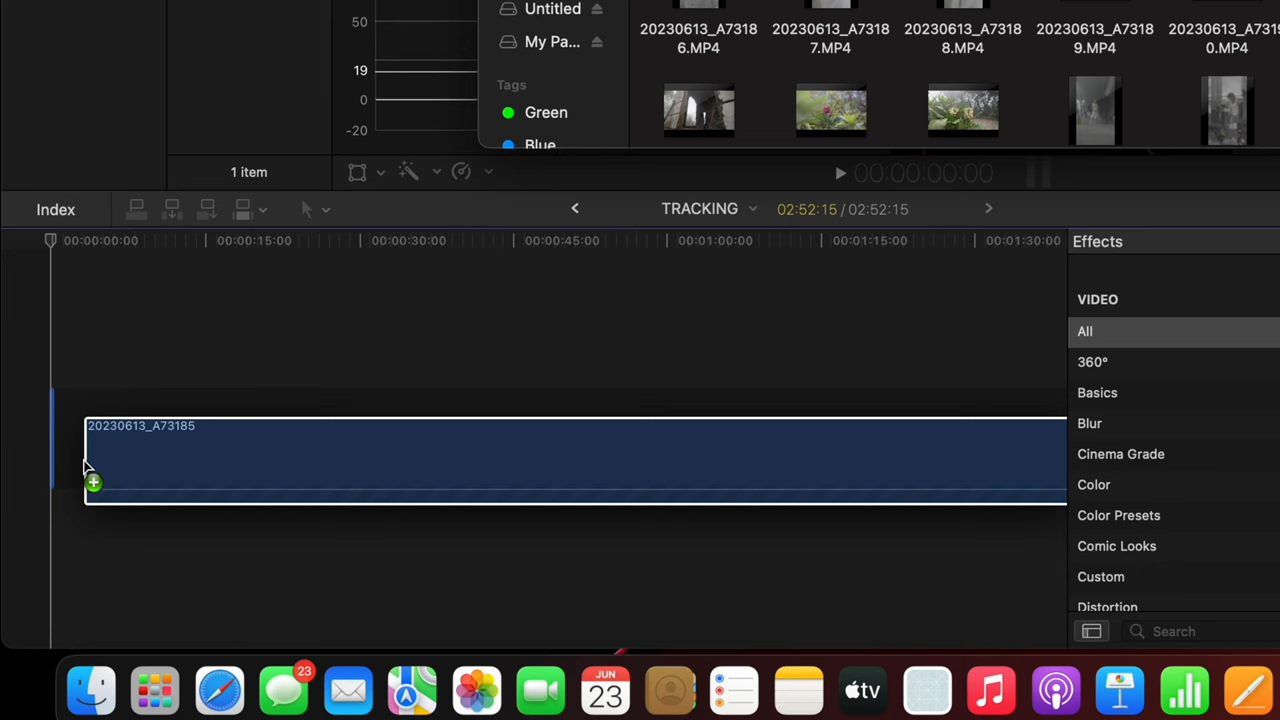 50
19
0
-20
Untitled
My Pa...
Tags
Green
Blue
20230613_A7318
6.MP4
20230613_A7318
7.MP4
20230613_A7318
8.MP4
20230613_A7318
9.MP4
20230613_A7319
0.MP4
1 item
00:00:00:00
Index
TRACKING
02:52:15 / 02:52:15
00:00:00:00
00:00:15:00
00:00:30:00
00:00:45:00
00:01:00:00
00:01:15:00
00:01:30:00
Effects
VIDEO
All
360°
Basics
Blur
Cinema Grade
Color
Color Presets
Comic Looks
Custom
Distortion
Search
20230613_A73185
23
JUN
23
tv